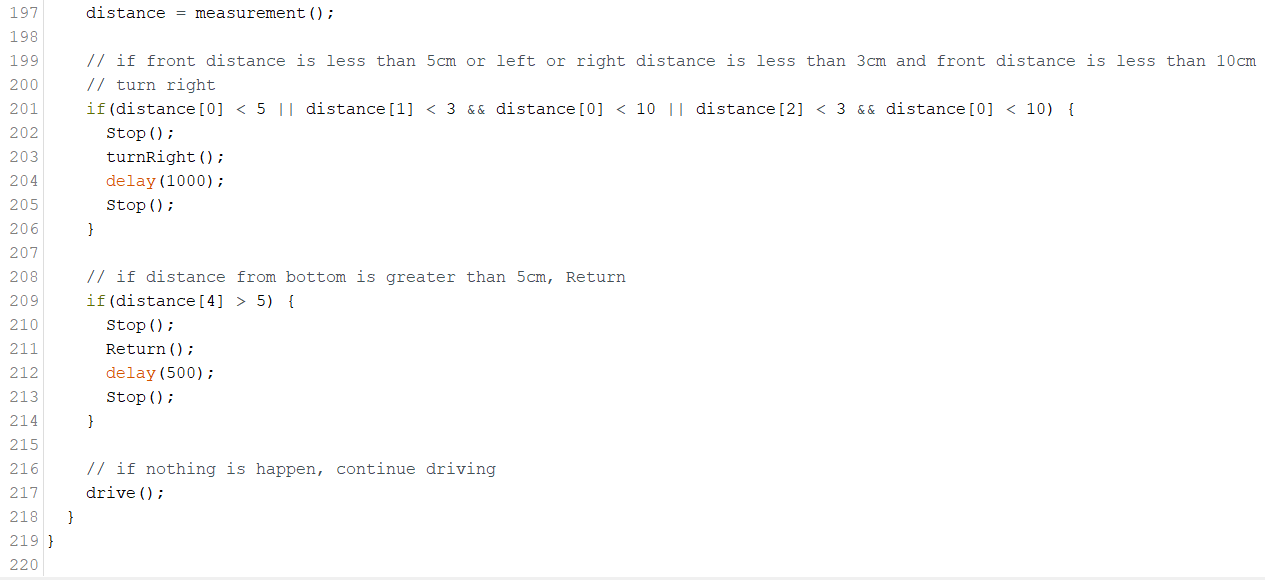 197 distance = measurement();
198
199 // if front distance is less than 5cm or left or right distance is less than 3cm and front distance is less than 10cm
200 // turn right
201 if(distance[0] < 5 || distance[1] < 3 && distance[0] < 10 || distance[2] < 3 && distance[0] < 10) {
202 Stop();
203 turnRight();
204 delay(1000);
205 Stop();
206 }
207
208 // if distance from bottom is greater than 5cm, Return
209 if(distance[4] > 5) {
210 Stop();
211 Return();
212 delay(500);
213 Stop();
214 }
215
216 // if nothing is happen, continue driving
217 drive();
218 }
219 }
220